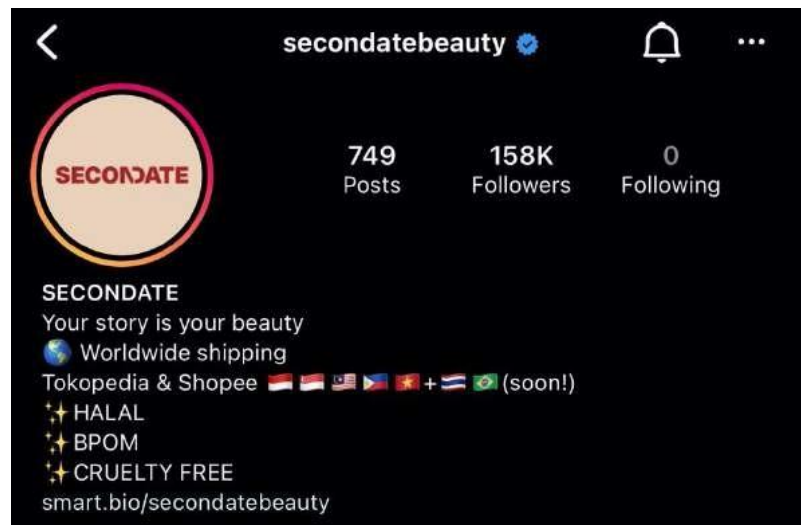 secondatebeauty
SECONDATE
749 158K 0
Posts Followers Following
SECONDATE
Your story is your beauty
🌎 Worldwide shipping
Tokopedia & Shopee 🇮🇩 🇸🇬 🇲🇾 🇵🇭 🇻🇳+🇹🇭 🇧🇷 (soon!)
✨HALAL
✨BPOM
✨CRUELTY FREE
smart.bio/secondatebeauty